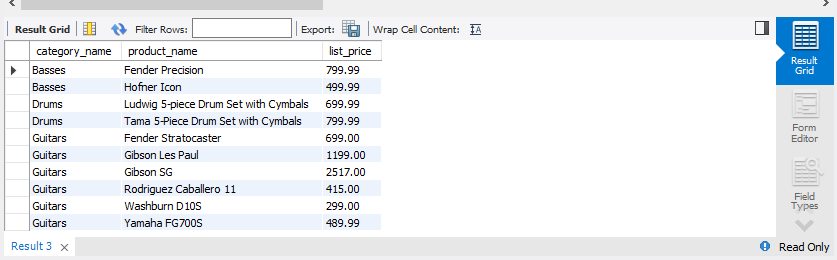 Result Grid Filter Rows: Export: Wrap Cell Content: IA
category_name product_name list_price
Basses Fender Precision 799.99
Basses Hofner Icon 499.99
Drums Ludwig 5-piece Drum Set with Cymbals 699.99
Drums Tama 5-Piece Drum Set with Cymbals 799.99
Guitars Fender Stratocaster 699.00
Guitars Gibson Les Paul 1199.00
Guitars Gibson SG 2517.00
Guitars Rodriguez Caballero 11 415.00
Guitars Washburn D10S 299.00
Guitars Yamaha FG700S 489.99
Result
Grid
Form
Editor
Field
Types
Result 3 Read Only